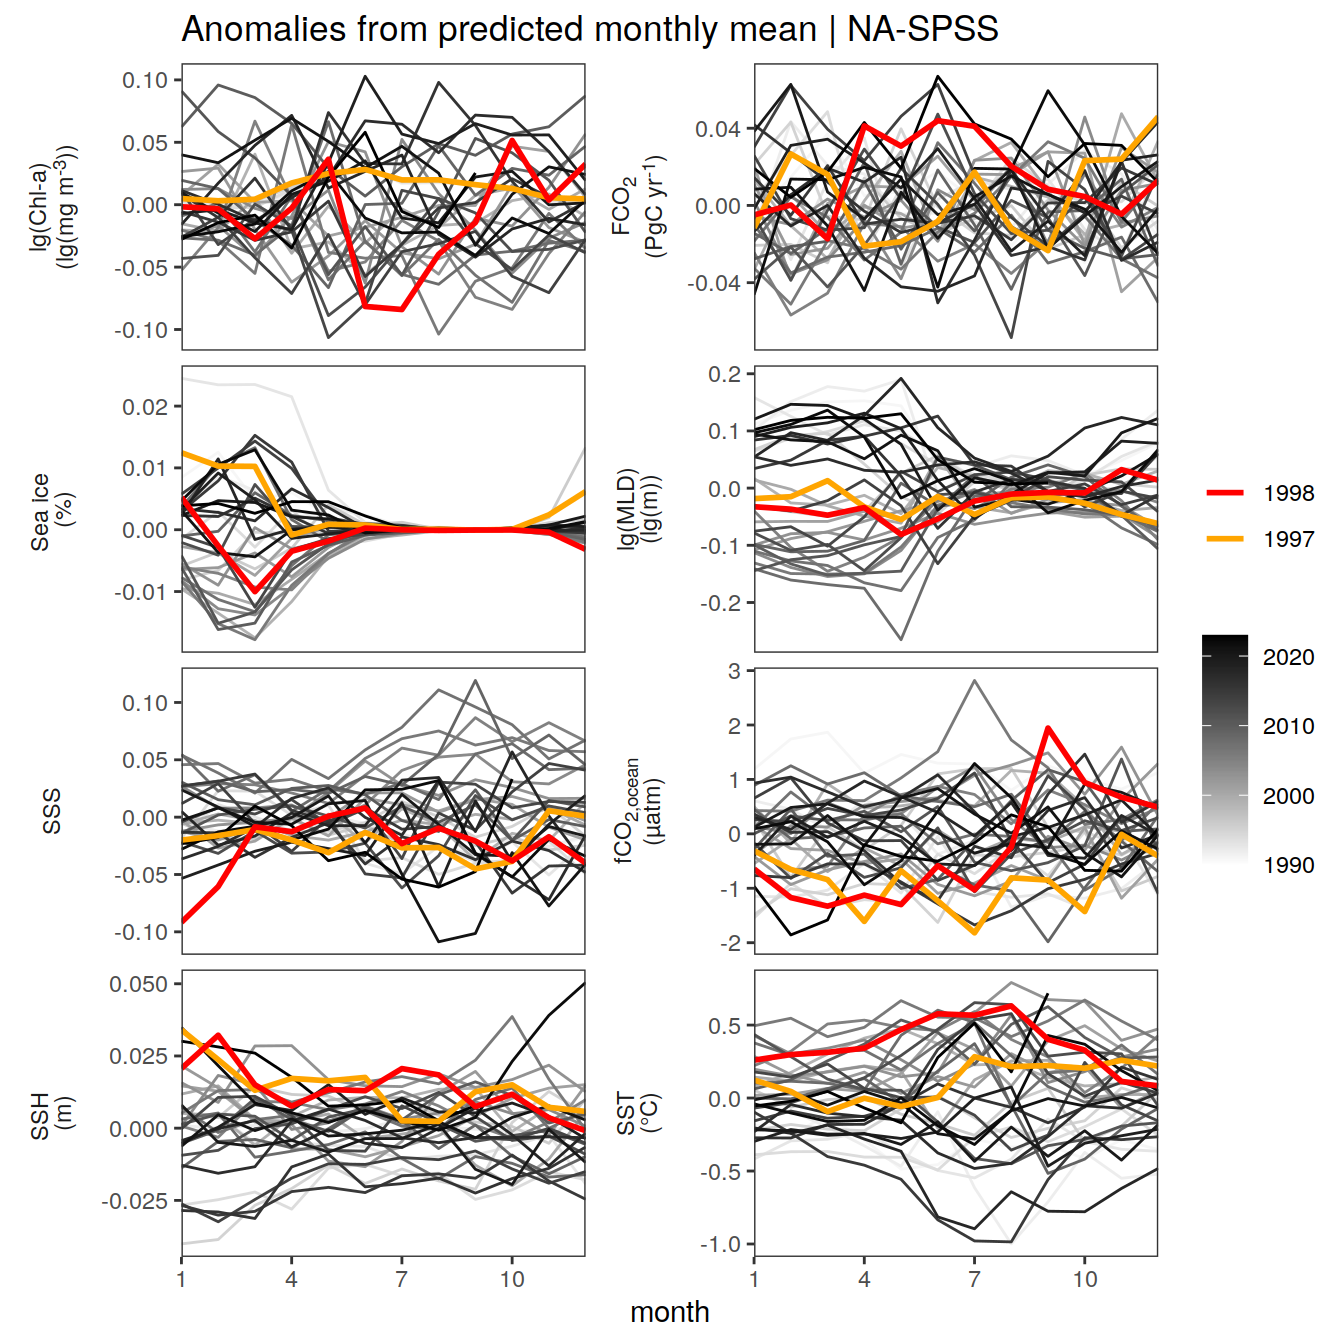 Anomalies from predicted monthly mean | NA-SPSS
lg(Chl-a)
(lg(mg m⁻³))
0.10
0.05
0.00
-0.05
-0.10
FCO₂
(PgC yr⁻¹)
0.04
0.00
-0.04
Sea Ice
(%)
0.02
0.01
0.00
-0.01
lg(MLD)
(lg(m))
0.2
0.1
0.0
-0.1
-0.2
SSS
0.10
0.05
0.00
-0.05
-0.10
fCO₂,ocean
(µatm)
3
2
1
0
-1
-2
SSH
(m)
0.050
0.025
0.000
-0.025
SST
(°C)
0.5
0.0
-0.5
-1.0
1 4 7 10
1 4 7 10
month
1998
1997
2020
2010
2000
1990